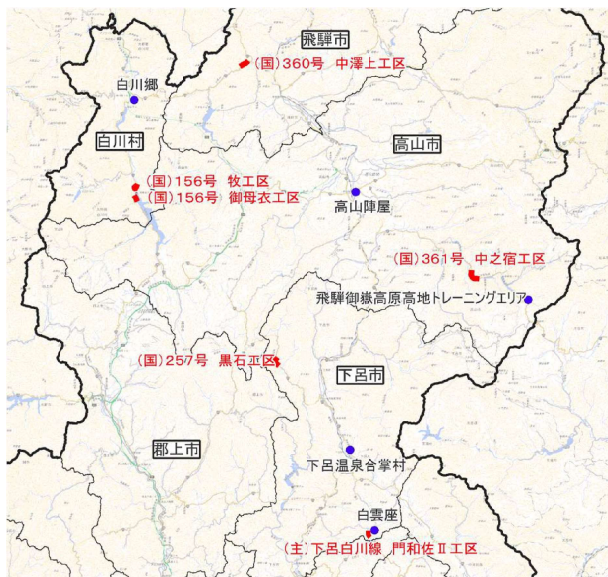 飛騨市
(国)360号 中澤上工区
白川郷
白川村
高山市
(国)156号 牧工区
(国)156号 御母衣工区
高山陣屋
(国)361号 中之宿工区
飛騨御嶽高原高地トレーニングエリア
(国)257号 黒石工区
下呂市
郡上市
下呂温泉合掌村
白雲座
(主)下呂白川線 門和佐Ⅱ工区